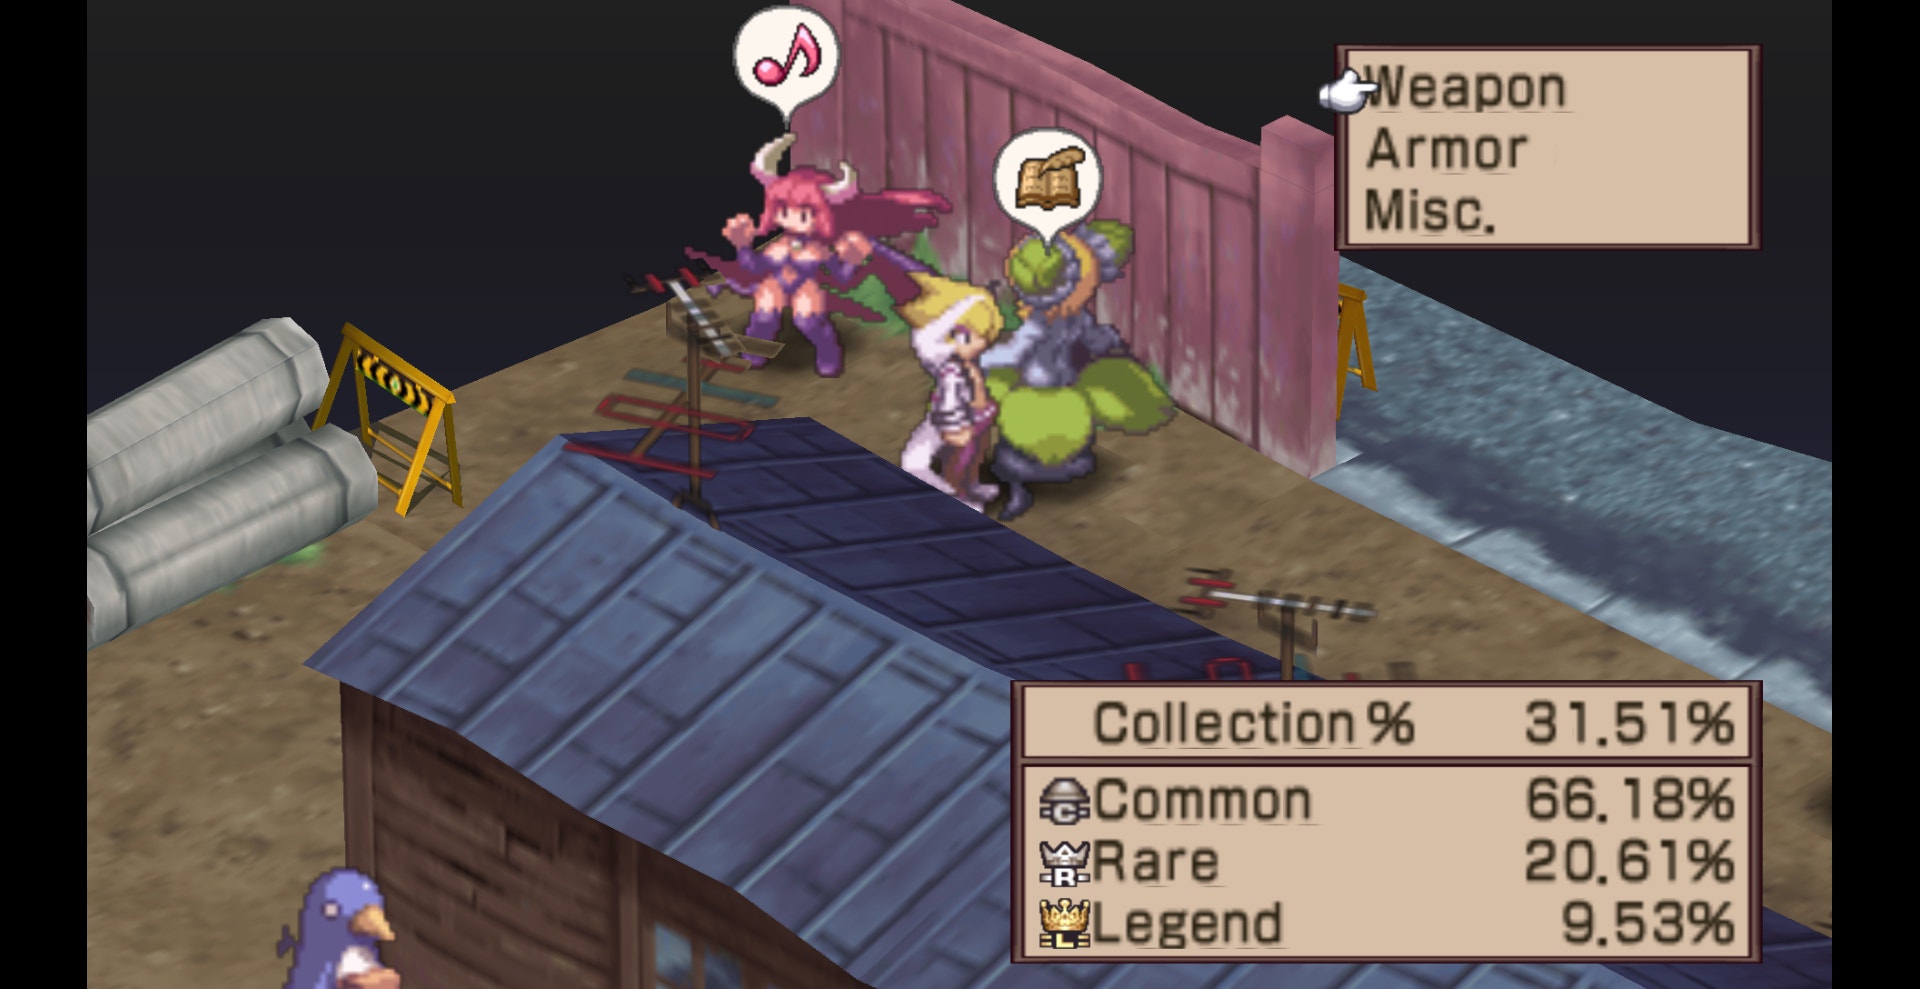 Weapon
Armor
Misc.
Collection% 31.51%
C Common 66.18%
R Rare 20.61%
L Legend 9.53%